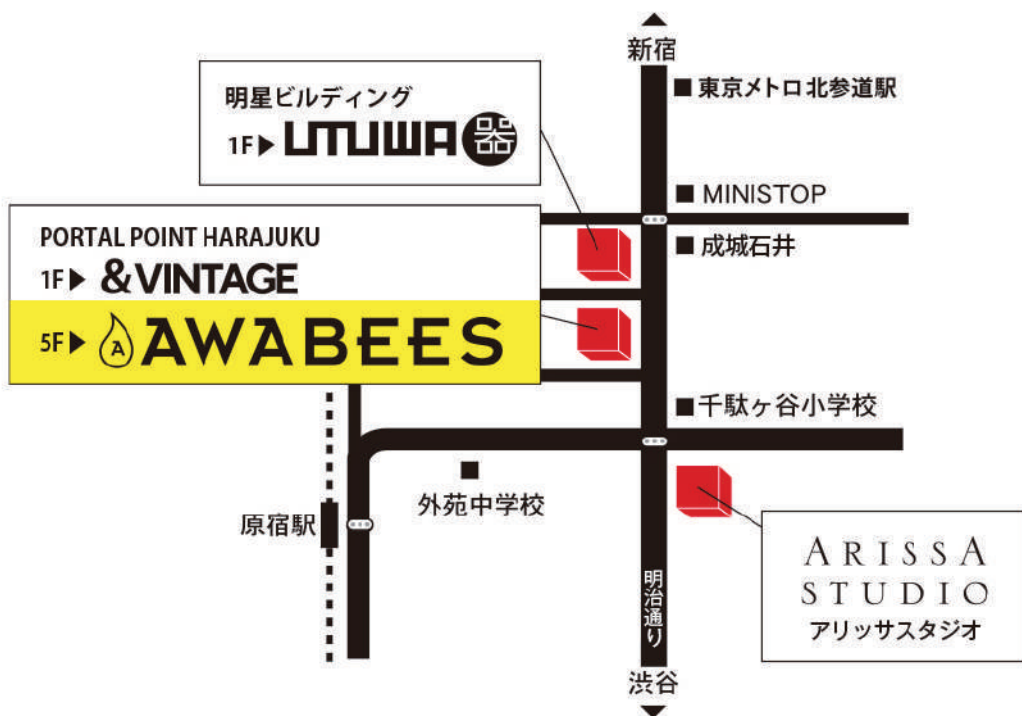 新宿
■ 東京メトロ北参道駅
明星ビルディング
1F▶ UTUWA 器
■ MINISTOP
■ 成城石井
PORTAL POINT HARAJUKU
1F▶ &VINTAGE
5F▶ A AWABEES
■ 千駄ヶ谷小学校
外苑中学校
原宿駅
明治通り
ARISSA
STUDIO
アリッサスタジオ
渋谷